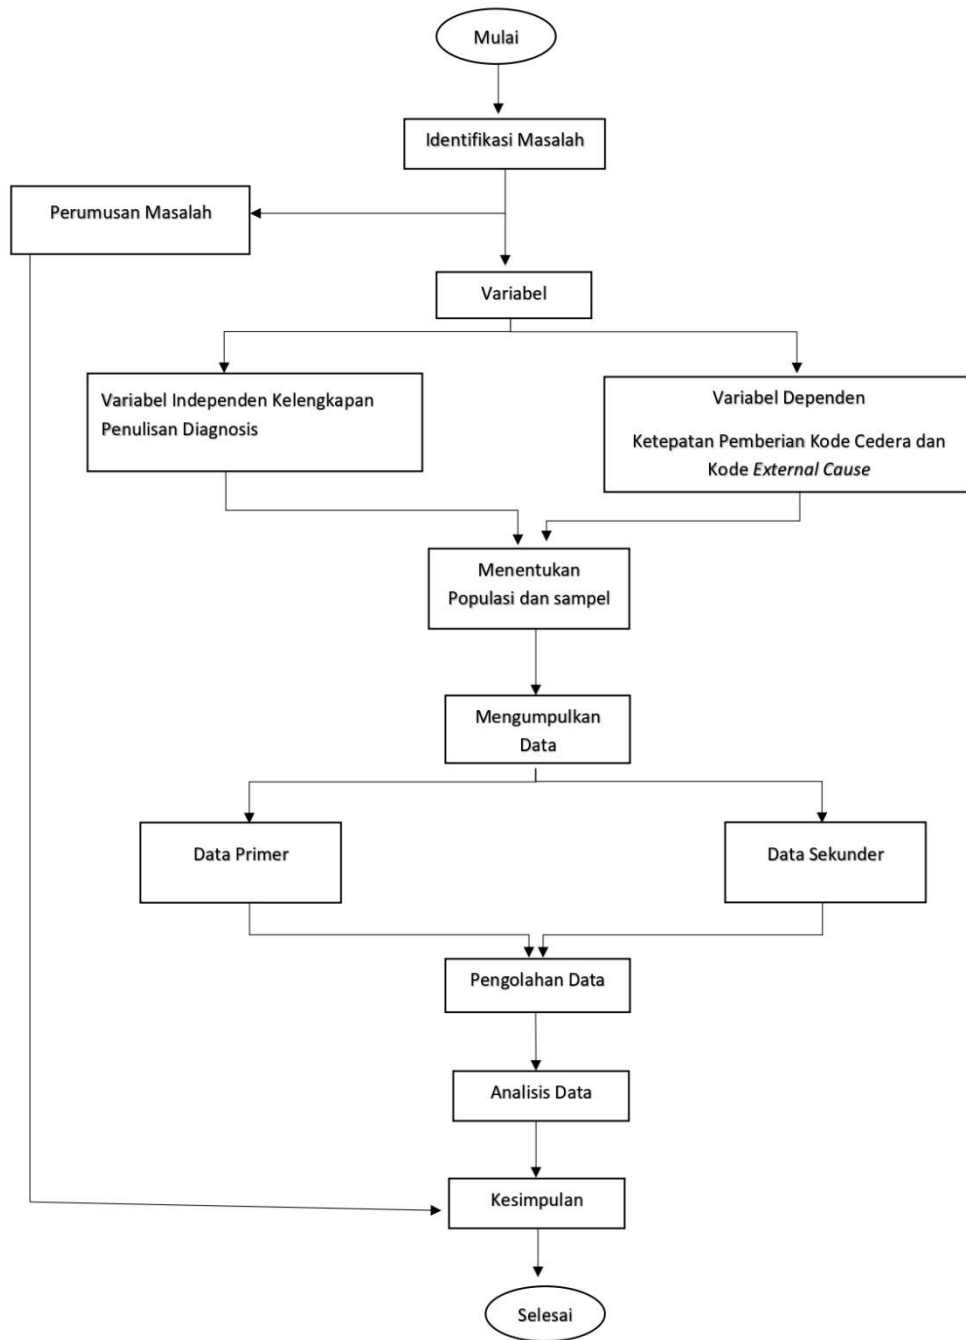 Mulai
Identifikasi Masalah
Perumusan Masalah
Variabel
Variabel Independen Kelengkapan
Penulisan Diagnosis
Variabel Dependen
Ketepatan Pemberian Kode Cedera dan
Kode External Cause
Menentukan
Populasi dan sampel
Mengumpulkan
Data
Data Primer
Data Sekunder
Pengolahan Data
Analisis Data
Kesimpulan
Selesai